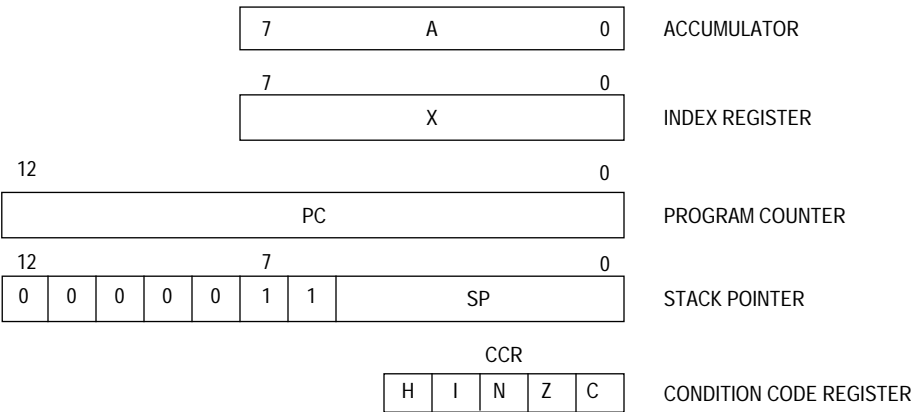 7 A 0 ACCUMULATOR
7 0
X INDEX REGISTER
12 0
PC PROGRAM COUNTER
12 7 0
0 0 0 0 0 1 1 SP STACK POINTER
CCR
H I N Z C CONDITION CODE REGISTER